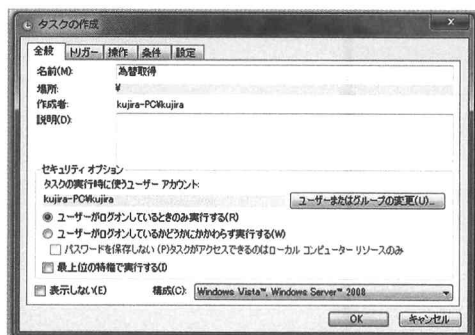 タスクの作成
全般 トリガー 操作 条件 設定
名前(M): 為替取得
場所: ¥
作成者: kujira-PC¥kujira
説明(D):
セキュリティ オプション
タスクの実行時に使うユーザー アカウント:
kujira-PC¥kujira ユーザーまたはグループの変更(U)...
ユーザーがログオンしているときのみ実行する(R)
ユーザーがログオンしているかどうかにかかわらず実行する(W)
パスワードを保存しない (P)タスクがアクセスできるのはローカル コンピューター リソースのみ
最上位の特権で実行する(I)
表示しない(E) 構成(C): Windows Vista™, Windows Server™ 2008
OK キャンセル